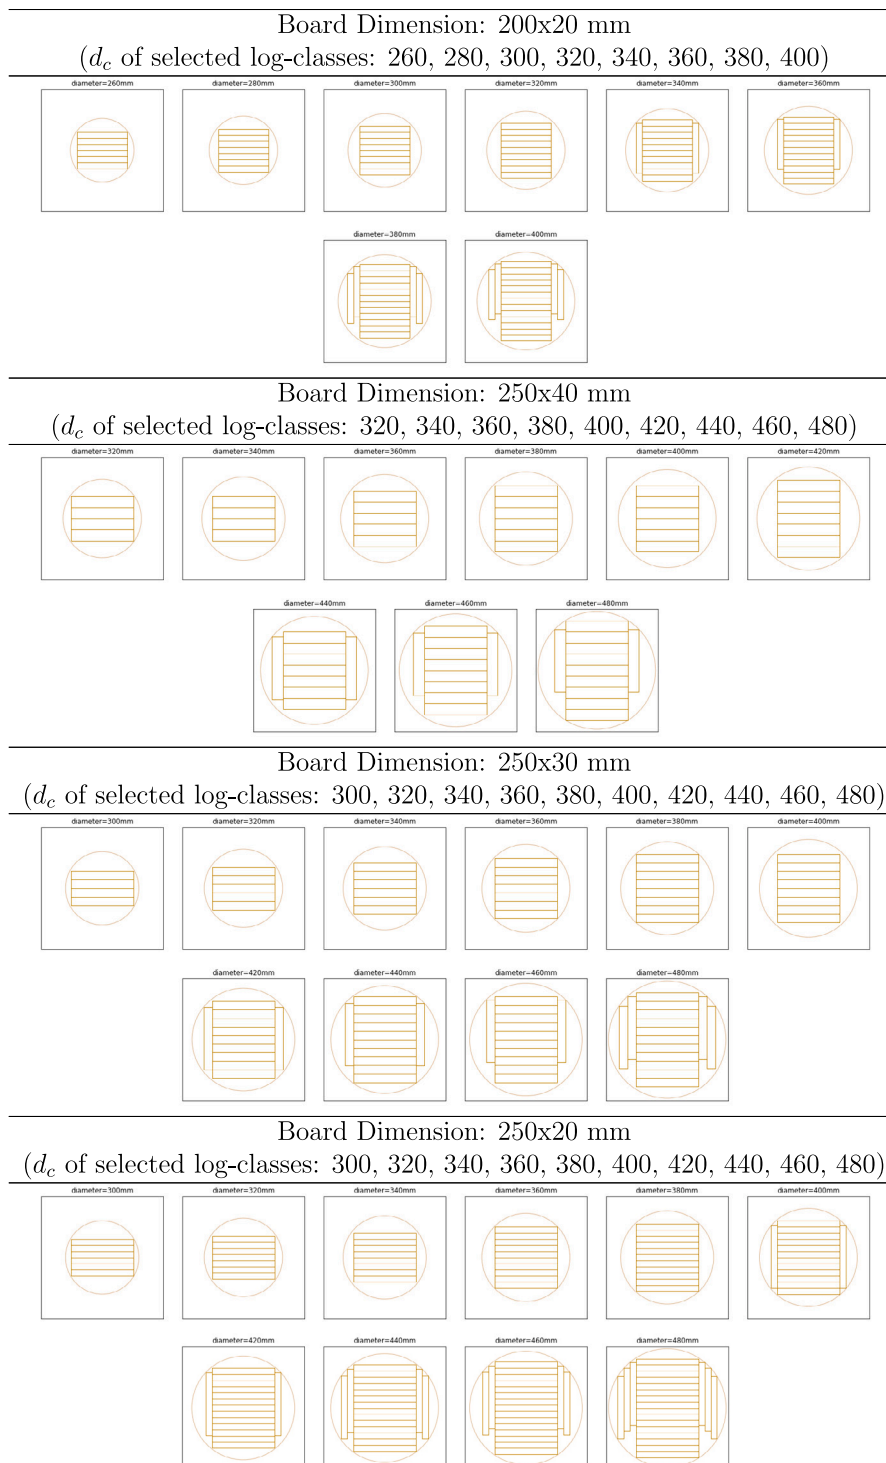 Board Dimension: 200x20 mm
(d_c of selected log-classes: 260, 280, 300, 320, 340, 360, 380, 400)
diameter=260mm diameter=280mm diameter=300mm diameter=320mm diameter=340mm diameter=360mm
diameter=380mm diameter=400mm
Board Dimension: 250x40 mm
(d_c of selected log-classes: 320, 340, 360, 380, 400, 420, 440, 460, 480)
diameter=320mm diameter=340mm diameter=360mm diameter=380mm diameter=400mm diameter=420mm
diameter=440mm diameter=460mm diameter=480mm
Board Dimension: 250x30 mm
(d_c of selected log-classes: 300, 320, 340, 360, 380, 400, 420, 440, 460, 480)
diameter=300mm diameter=320mm diameter=340mm diameter=360mm diameter=380mm diameter=400mm
diameter=420mm diameter=440mm diameter=460mm diameter=480mm
Board Dimension: 250x20 mm
(d_c of selected log-classes: 300, 320, 340, 360, 380, 400, 420, 440, 460, 480)
diameter=300mm diameter=320mm diameter=340mm diameter=360mm diameter=380mm diameter=400mm
diameter=420mm diameter=440mm diameter=460mm diameter=480mm